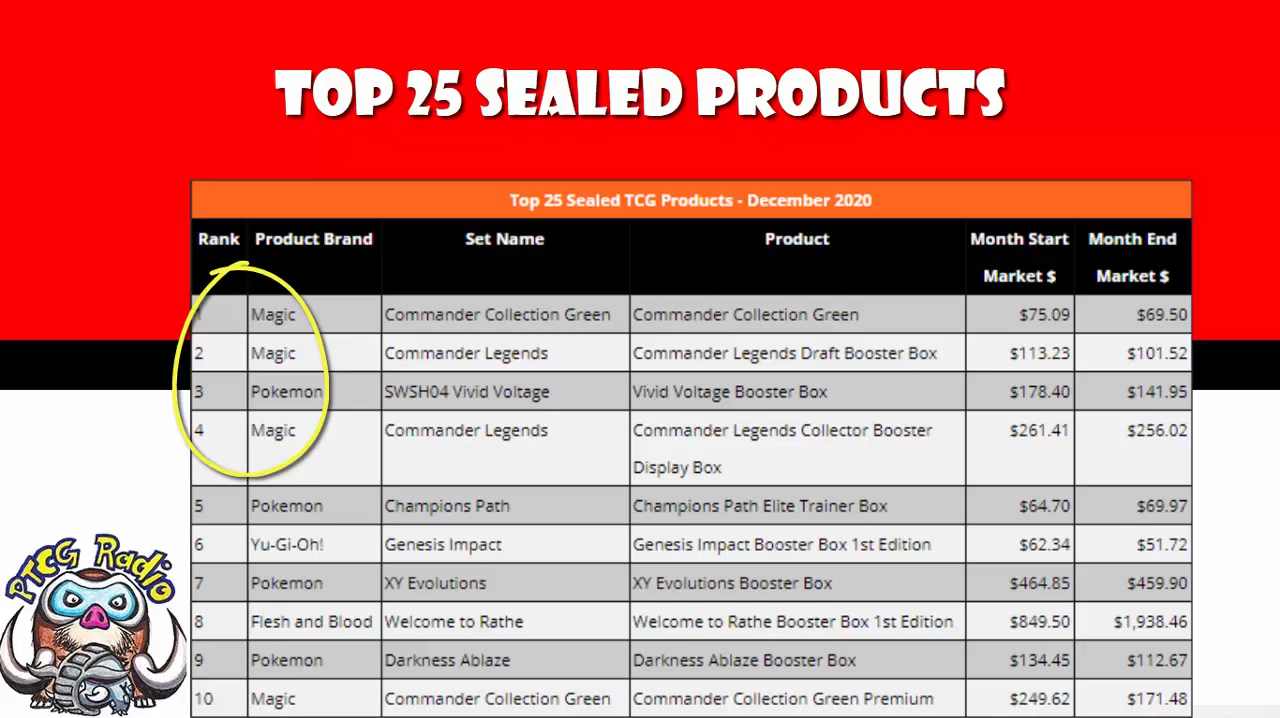 TOP 25 SEALED PRODUCTS
Top 25 Sealed TCG Products - December 2020
Rank Product Brand Set Name Product Month Start Market $ Month End Market $
1 Magic Commander Collection Green Commander Collection Green $75.09 $69.50
2 Magic Commander Legends Commander Legends Draft Booster Box $113.23 $101.52
3 Pokemon SWSH04 Vivid Voltage Vivid Voltage Booster Box $178.40 $141.95
4 Magic Commander Legends Commander Legends Collector Booster Display Box $261.41 $256.02
5 Pokemon Champions Path Champions Path Elite Trainer Box $64.70 $69.97
6 Yu-Gi-Oh! Genesis Impact Genesis Impact Booster Box 1st Edition $62.34 $51.72
7 Pokemon XY Evolutions XY Evolutions Booster Box $464.85 $459.90
8 Flesh and Blood Welcome to Rathe Welcome to Rathe Booster Box 1st Edition $849.50 $1,938.46
9 Pokemon Darkness Ablaze Darkness Ablaze Booster Box $134.45 $112.67
10 Magic Commander Collection Green Commander Collection Green Premium $249.62 $171.48
PTCG Radio